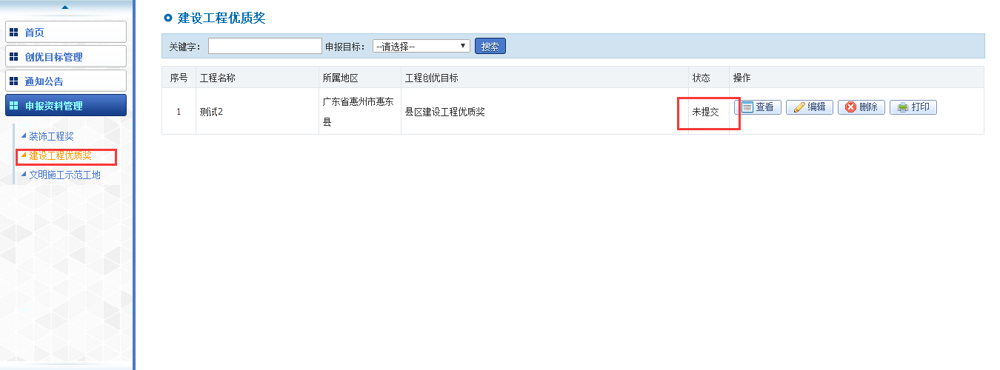 首页
创优目标管理
通知公告
申报资料管理
装饰工程奖
建设工程优质奖
文明施工示范工地
建设工程优质奖
关键字： 申报目标： --请选择-- 搜索
序号 工程名称 所属地区 工程创优目标 状态 操作
1 测试2 广东省惠州市惠东县 县区建设工程优质奖 未提交 查看 编辑 删除 打印